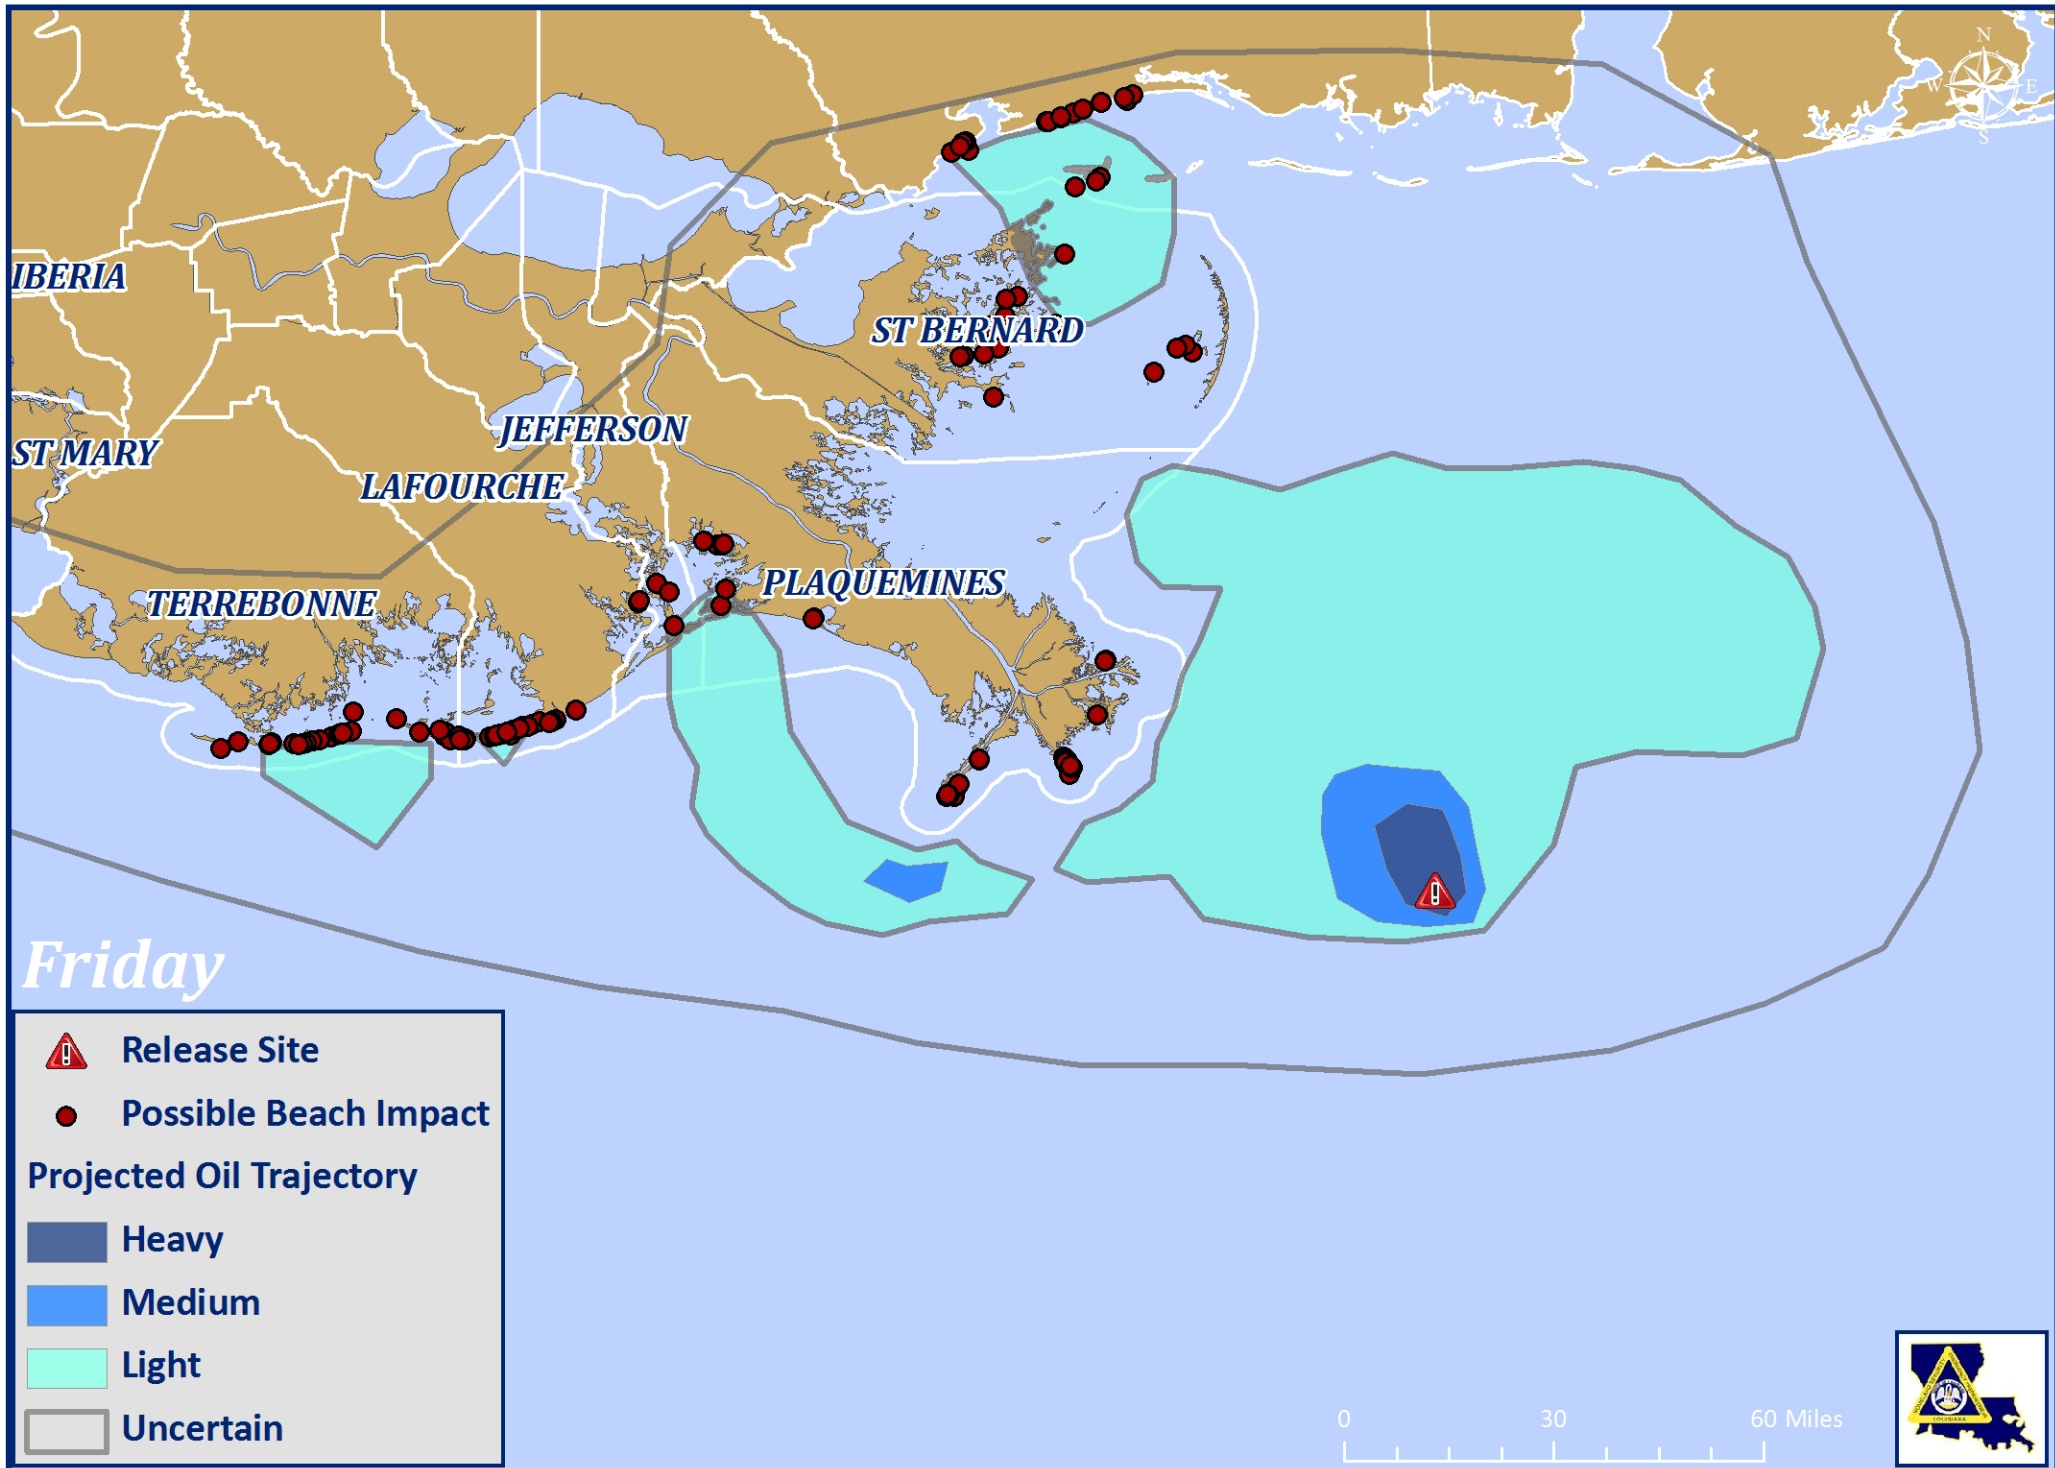 N
W E
S
IBERIA
ST BERNARD
JEFFERSON
ST MARY
LAFOURCHE
PLAQUEMINES
TERREBONNE
Friday
Release Site
Possible Beach Impact
Projected Oil Trajectory
Heavy
Medium
Light
Uncertain
0 30 60 Miles
LOUISIANA